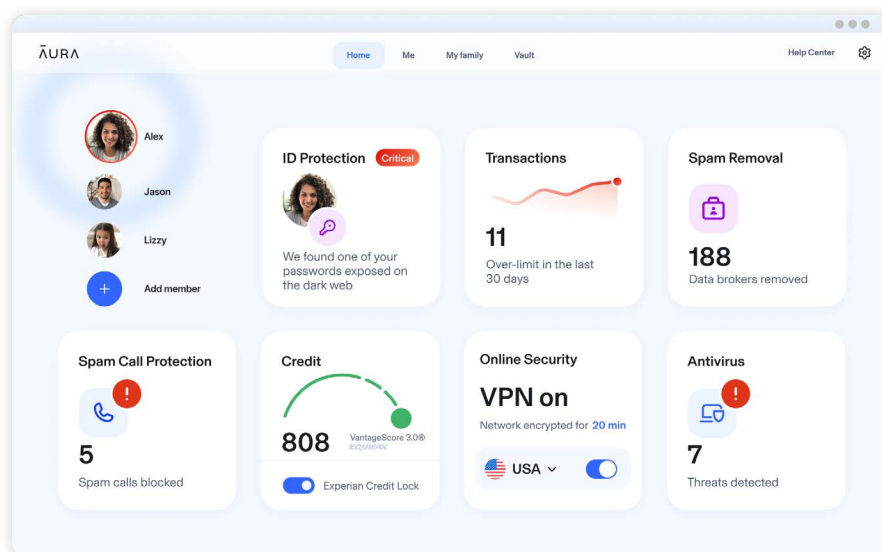 ĀURA
Home
Me
My family
Vault
Help Center
Alex
Jason
Lizzy
Add member
ID Protection
Critical
We found one of your
passwords exposed on
the dark web
Transactions
11
Over-limit in the last
30 days
Spam Removal
188
Data brokers removed
Spam Call Protection
!
5
Spam calls blocked
Credit
808
VantageScore 3.0®
EQUIFAX
Experian Credit Lock
Online Security
VPN on
Network encrypted for 20 min
USA
Antivirus
!
7
Threats detected